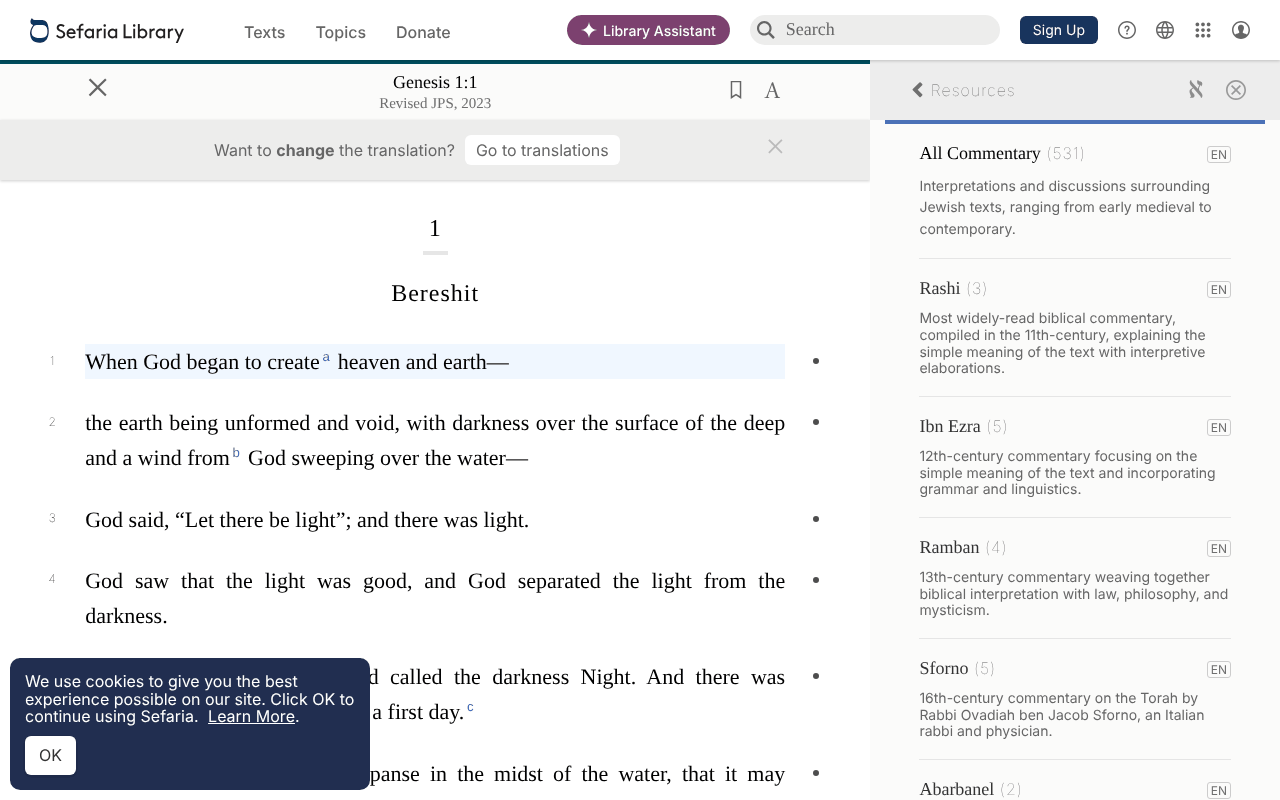 Sefaria Library
Texts
Topics
Donate
Library Assistant
Search
Sign Up
Genesis 1:1
Revised JPS, 2023
A
Want to change the translation?
Go to translations
1
Bereshit
1
When God began to create a heaven and earth—
2
the earth being unformed and void, with darkness over the surface of the deep
and a wind from b God sweeping over the water—
3
God said, “Let there be light”; and there was light.
4
God saw that the light was good, and God separated the light from the
darkness.
called the darkness Night. And there was
a first day. c
in the midst of the water, that it may
We use cookies to give you the best
experience possible on our site. Click OK to
continue using Sefaria. Learn More.
OK
Resources
א
All Commentary (531)
EN
Interpretations and discussions surrounding
Jewish texts, ranging from early medieval to
contemporary.
Rashi (3)
EN
Most widely-read biblical commentary,
compiled in the 11th-century, explaining the
simple meaning of the text with interpretive
elaborations.
Ibn Ezra (5)
EN
12th-century commentary focusing on the
simple meaning of the text and incorporating
grammar and linguistics.
Ramban (4)
EN
13th-century commentary weaving together
biblical interpretation with law, philosophy, and
mysticism.
Sforno (5)
EN
16th-century commentary on the Torah by
Rabbi Ovadiah ben Jacob Sforno, an Italian
rabbi and physician.
Abarbanel (2)
EN